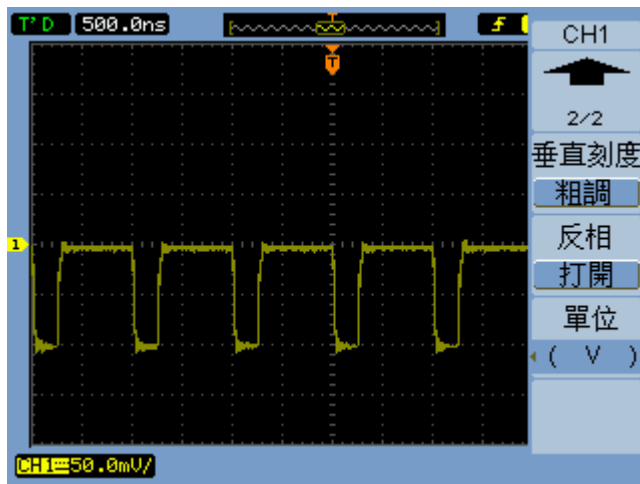 T'D 500.0ns
CH1
2/2
垂直刻度
粗調
反相
打開
單位
( V )
T
1
CH1 50.0mV/